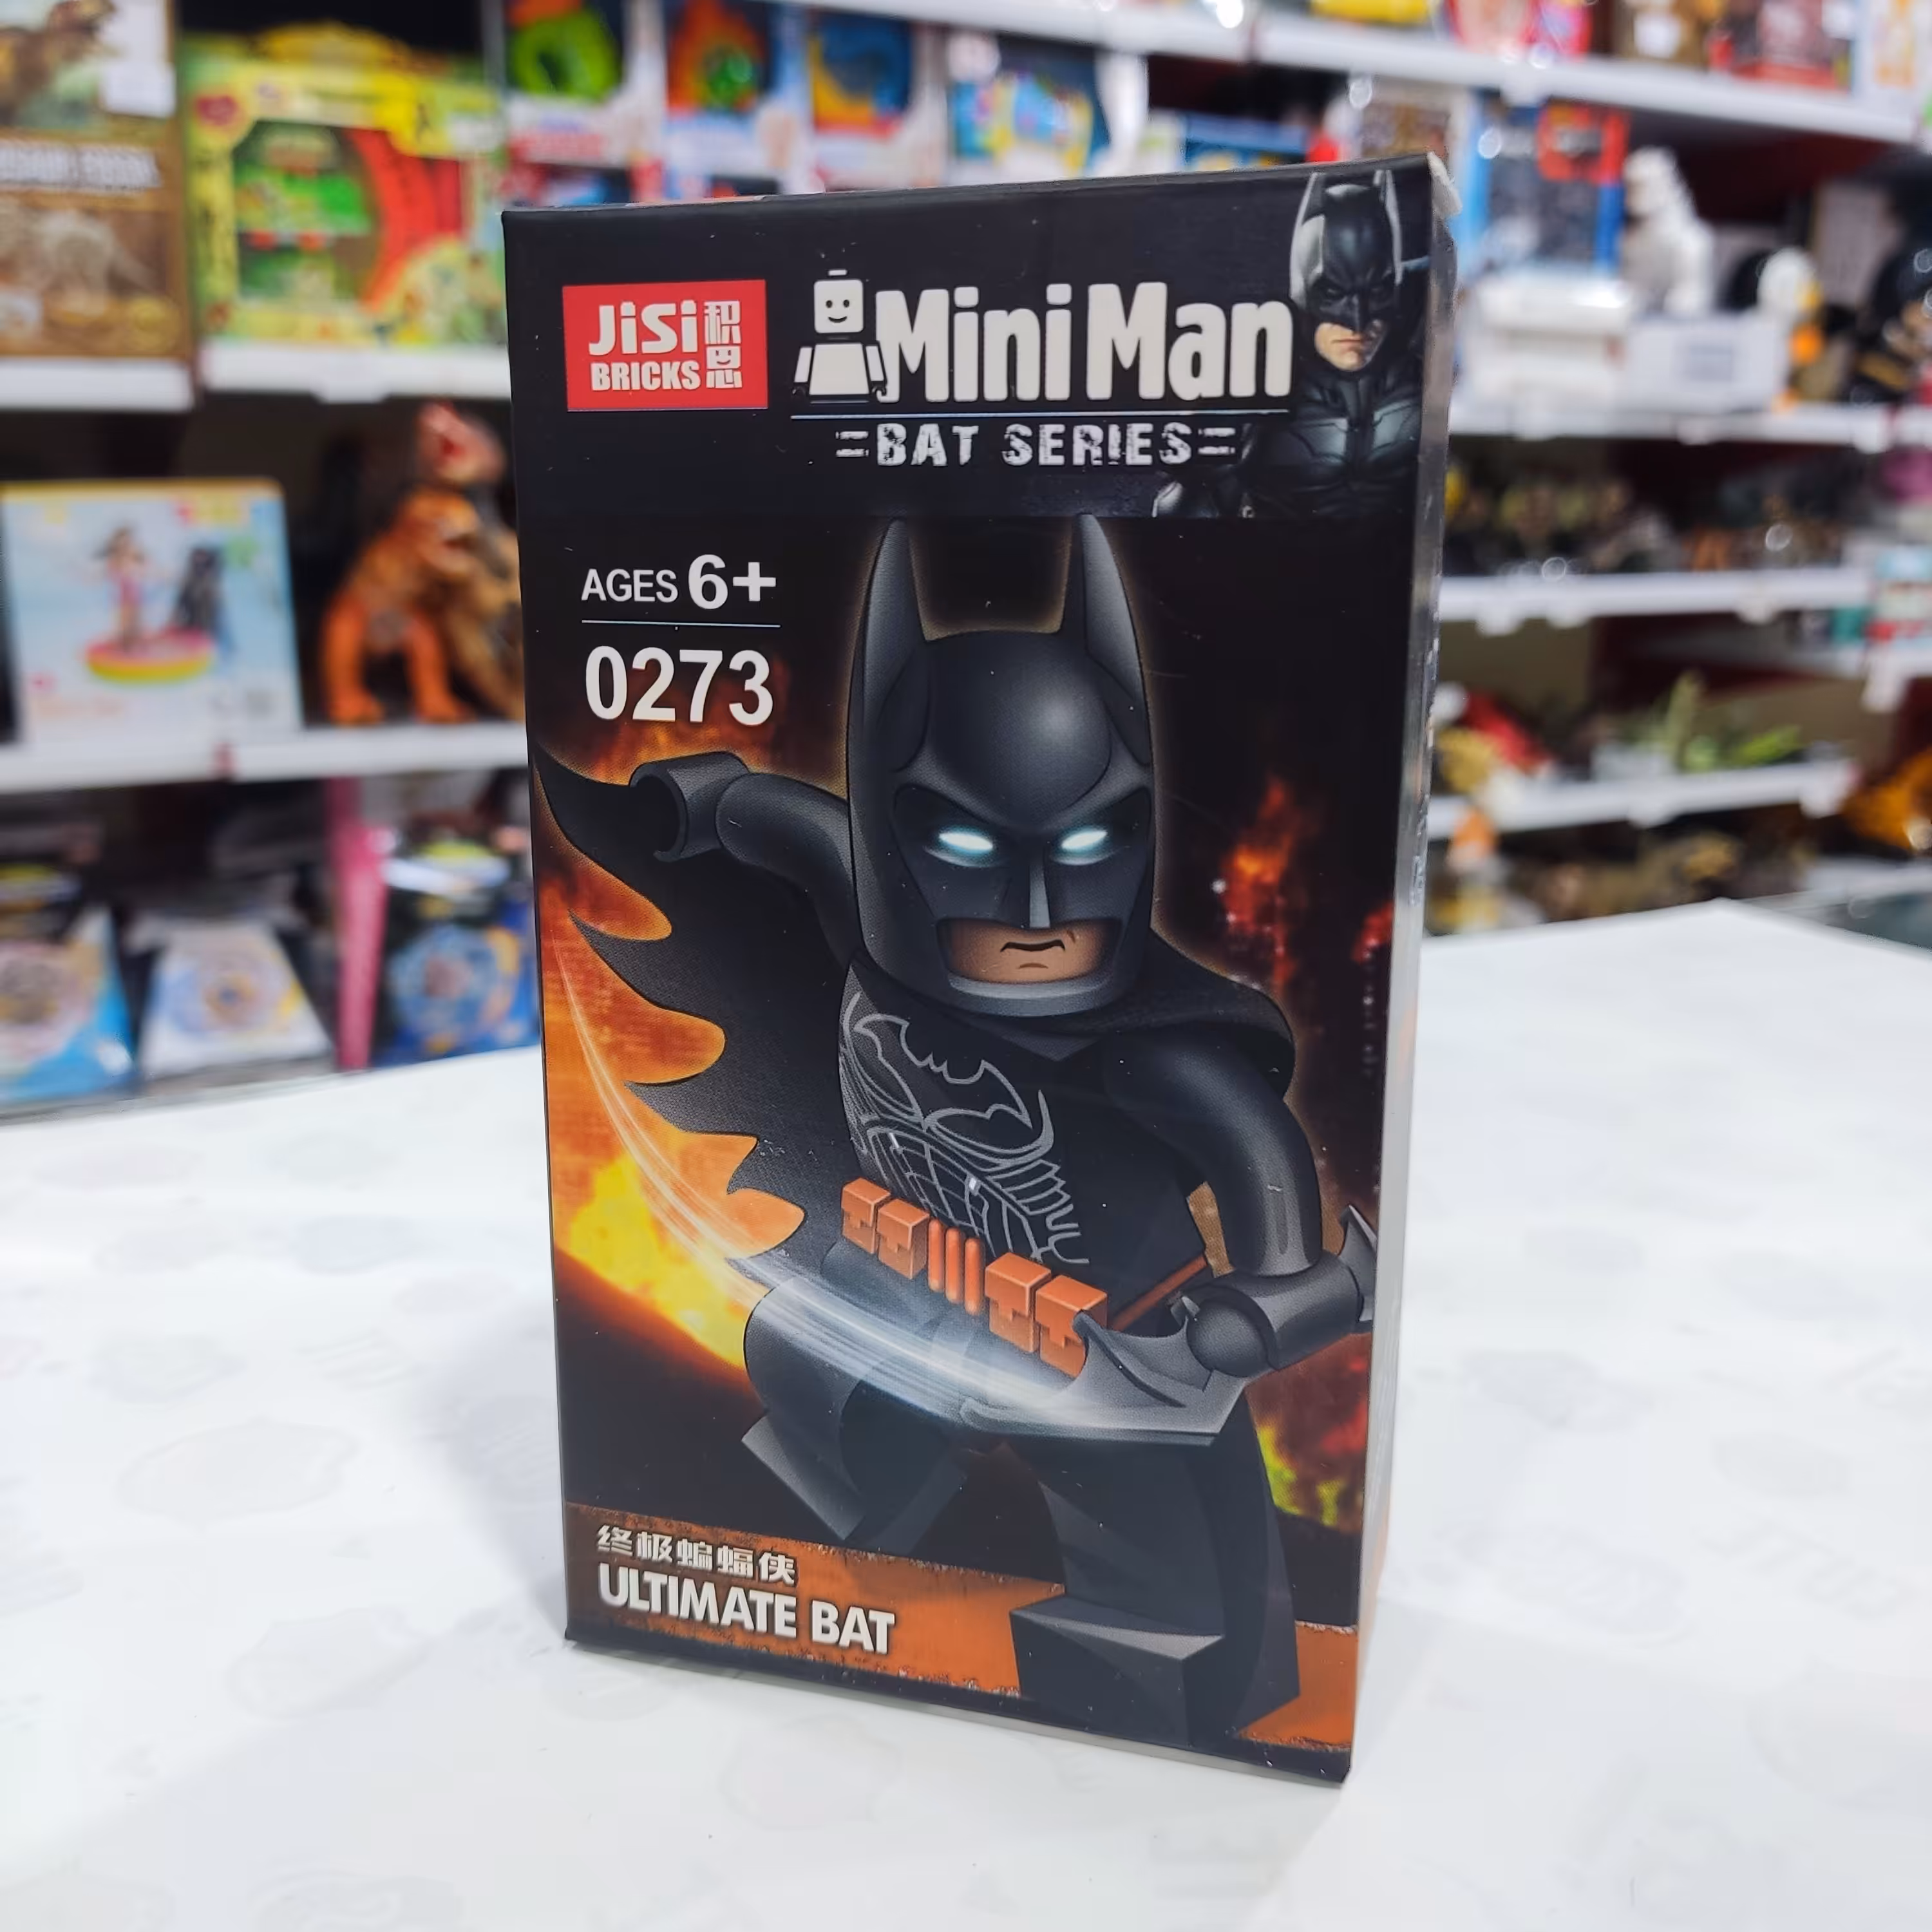 JiSi 积思
BRICKS
Mini Man
=BAT SERIES=
AGES 6+
0273
终极蝙蝠侠
ULTIMATE BAT